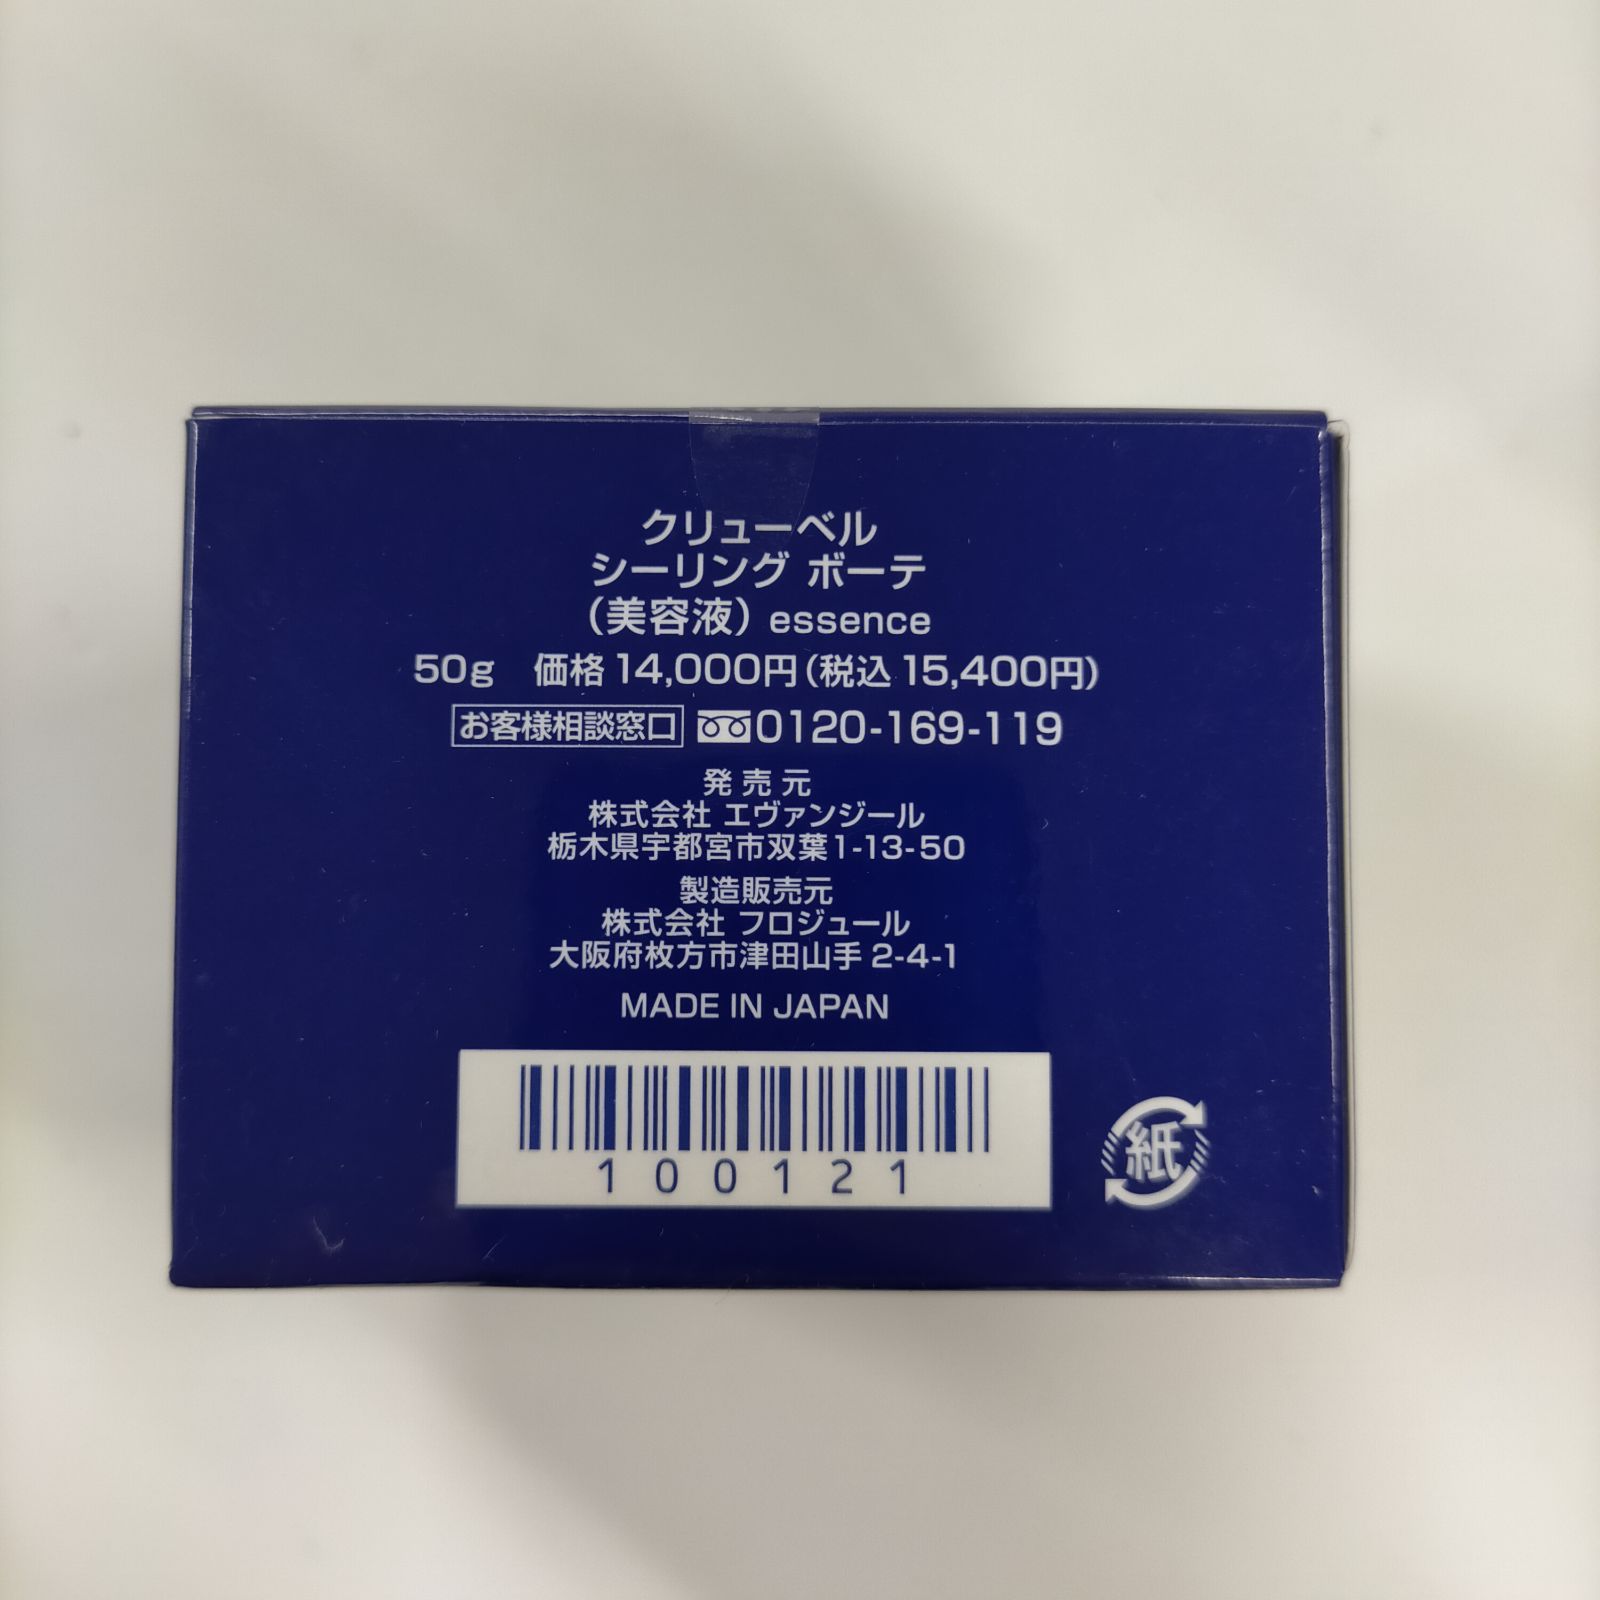 クリューベル
シーリング ボーテ
（美容液）essence
50g 価格 14,000円（税込 15,400円）
お客様相談窓口 0120-169-119
発売元
株式会社 エヴァンジール
栃木県宇都宮市双葉1-13-50
製造販売元
株式会社 フロジュール
大阪府枚方市津田山手 2-4-1
MADE IN JAPAN
100121
紙